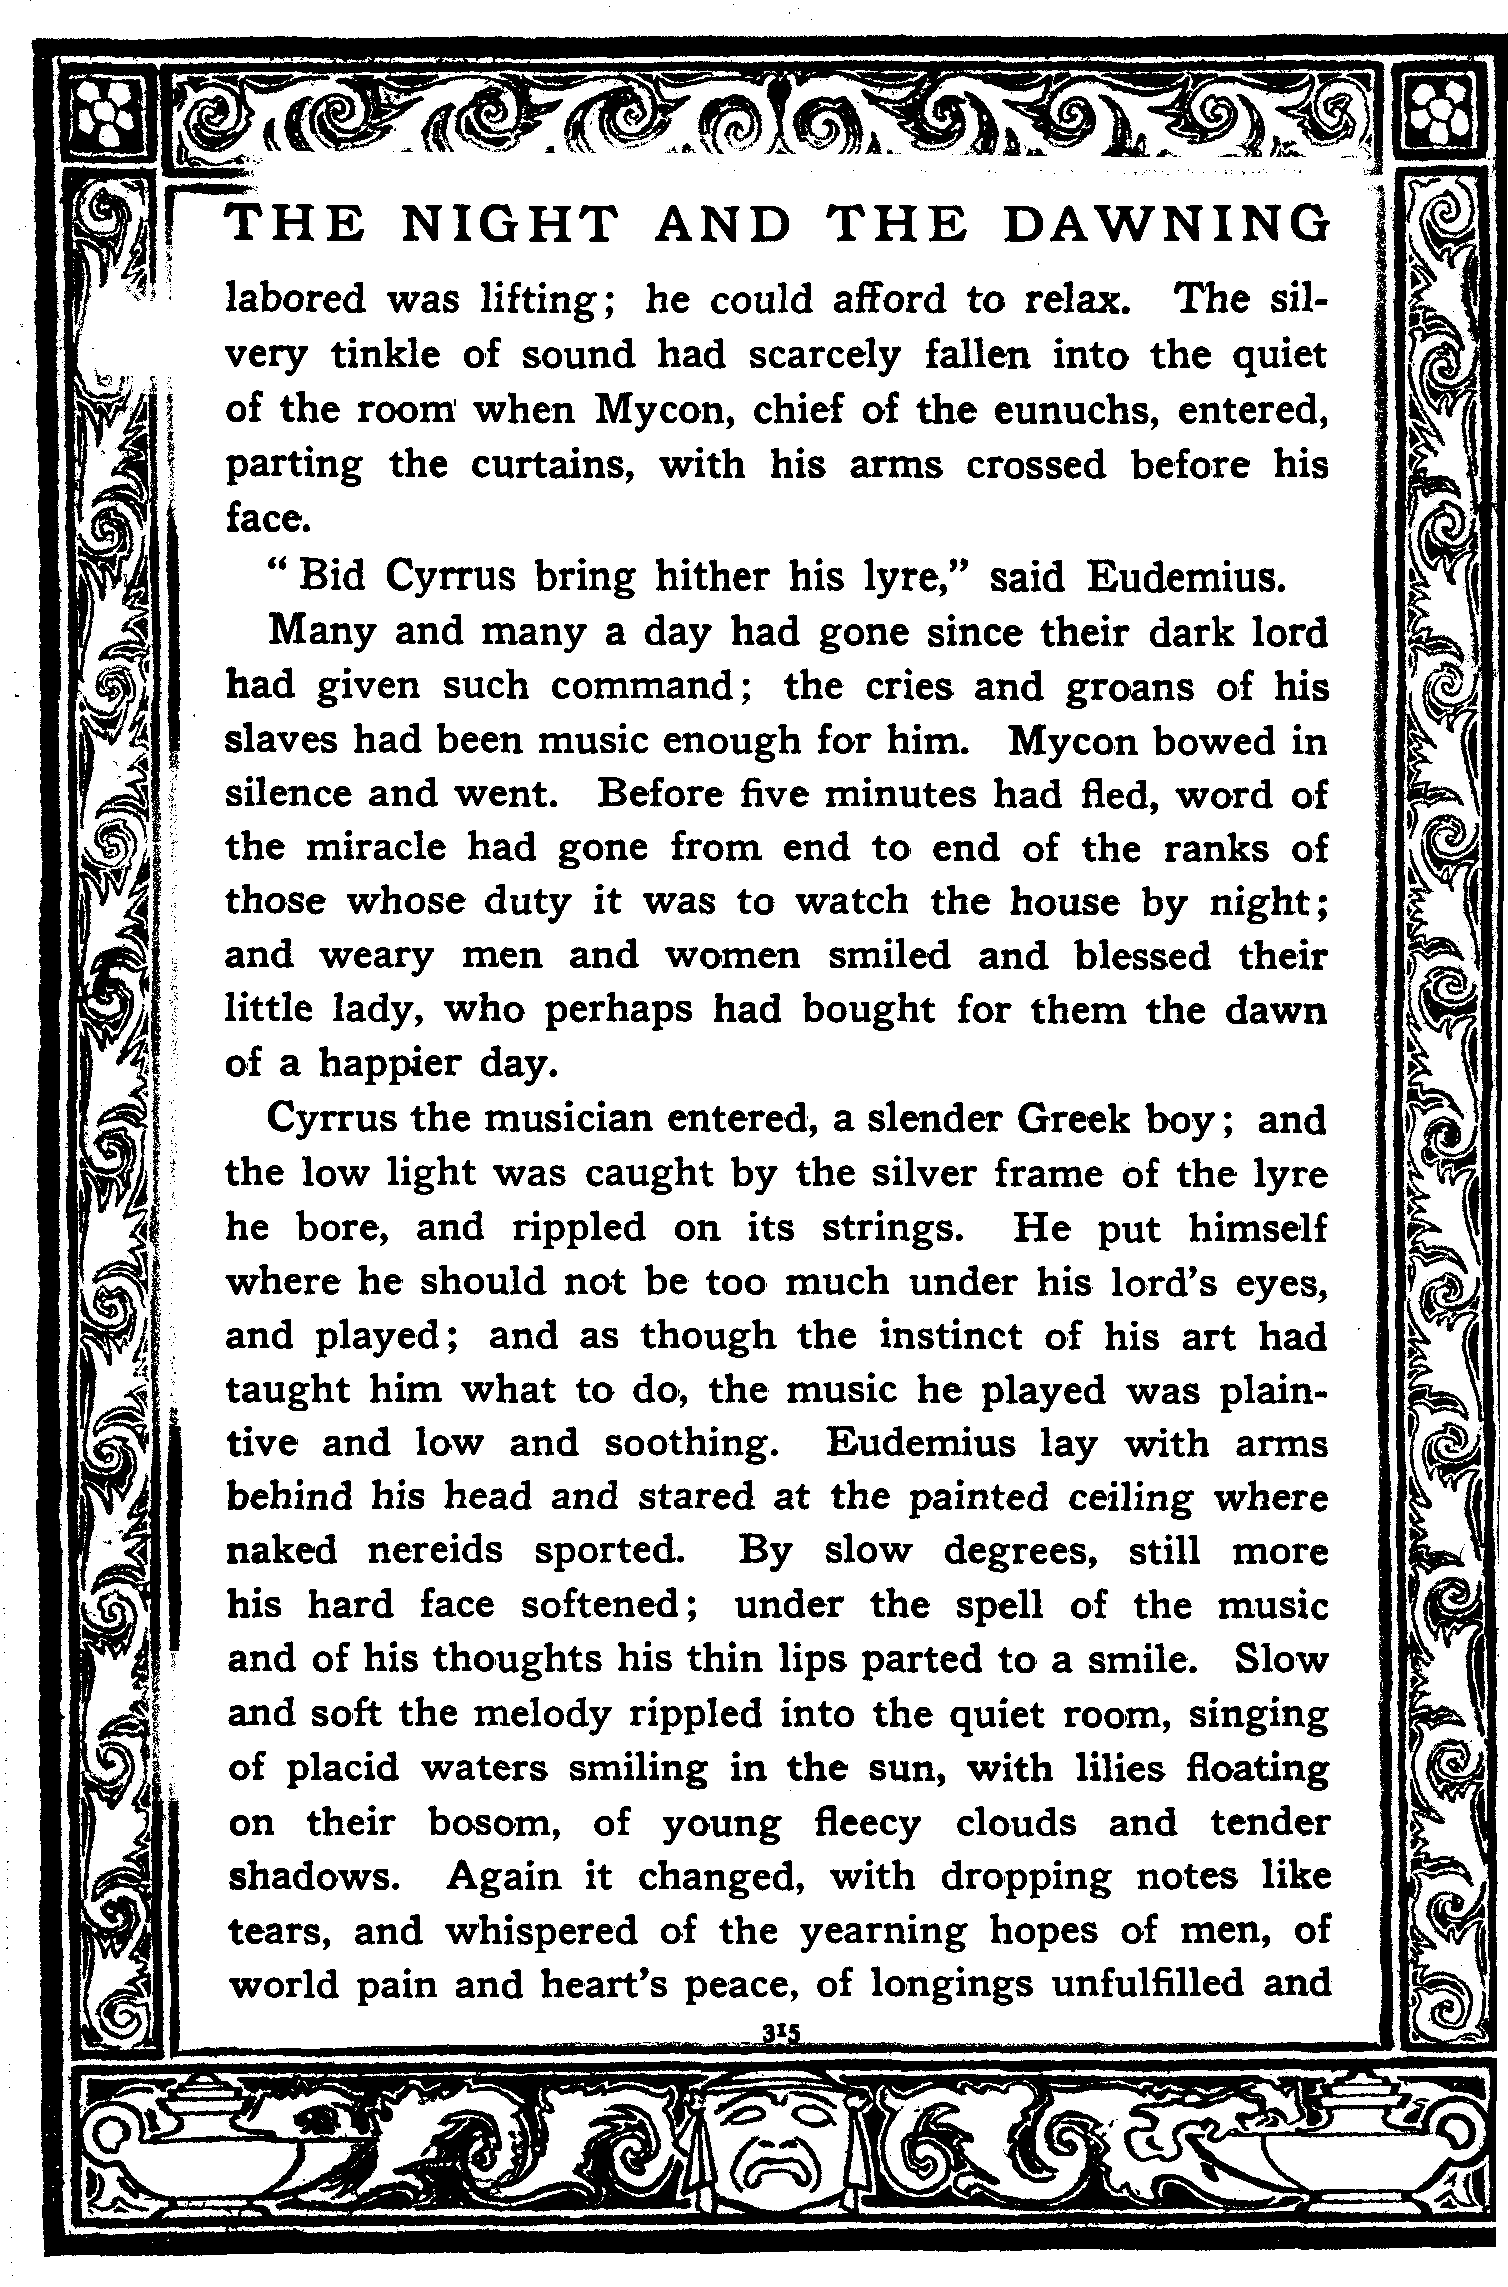 THE NIGHT AND THE DAWNING
labored was lifting; he could afford to relax. The sil-
very tinkle of sound had scarcely fallen into the quiet
of the room when Mycon, chief of the eunuchs, entered,
parting the curtains, with his arms crossed before his
face.
“ Bid Cyrrus bring hither his lyre,” said Eudemius.
Many and many a day had gone since their dark lord
had given such command; the cries and groans of his
slaves had been music enough for him. Mycon bowed in
silence and went. Before five minutes had fled, word of
the miracle had gone from end to end of the ranks of
those whose duty it was to watch the house by night;
and weary men and women smiled and blessed their
little lady, who perhaps had bought for them the dawn
of a happier day.
Cyrrus the musician entered, a slender Greek boy; and
the low light was caught by the silver frame of the lyre
he bore, and rippled on its strings. He put himself
where he should not be too much under his lord’s eyes,
and played; and as though the instinct of his art had
taught him what to do, the music he played was plain-
tive and low and soothing. Eudemius lay with arms
behind his head and stared at the painted ceiling where
naked nereids sported. By slow degrees, still more
his hard face softened; under the spell of the music
and of his thoughts his thin lips parted to a smile. Slow
and soft the melody rippled into the quiet room, singing
of placid waters smiling in the sun, with lilies floating
on their bosom, of young fleecy clouds and tender
shadows. Again it changed, with dropping notes like
tears, and whispered of the yearning hopes of men, of
world pain and heart’s peace, of longings unfulfilled and
315